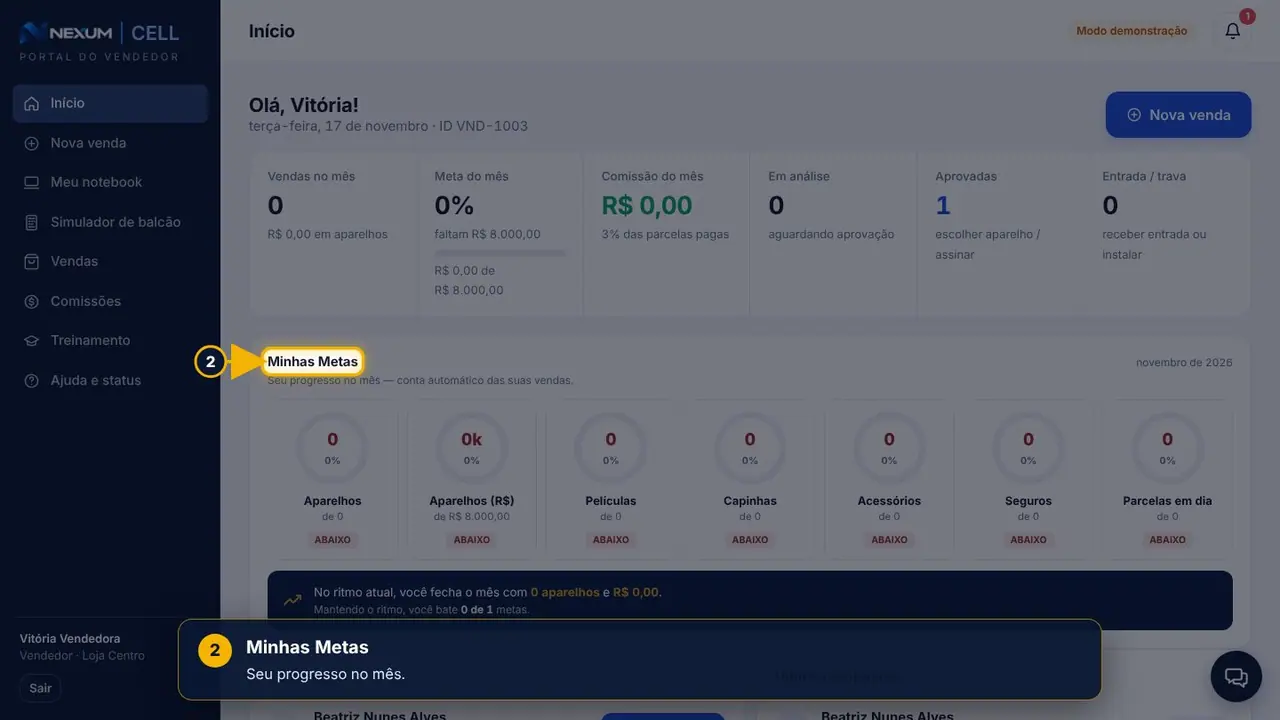 NEXUM | CELL
PORTAL DO VENDEDOR
Início
Nova venda
Meu notebook
Simulador de balcão
Vendas
Comissões
Treinamento
Ajuda e status
Vitória Vendedora
Vendedor · Loja Centro
Sair
Início
Modo demonstração
1
Olá, Vitória!
terça-feira, 17 de novembro · ID VND-1003
Nova venda
Vendas no mês
0
R$ 0,00 em aparelhos
Meta do mês
0%
faltam R$ 8.000,00
R$ 0,00 de
R$ 8.000,00
Comissão do mês
R$ 0,00
3% das parcelas pagas
Em análise
0
aguardando aprovação
Aprovadas
1
escolher aparelho /
assinar
Entrada / trava
0
receber entrada ou
instalar
2
Minhas Metas
novembro de 2026
Seu progresso no mês — conta automático das suas vendas.
0
0%
Aparelhos
de 0
ABAIXO
0k
0%
Aparelhos (R$)
de R$ 8.000,00
ABAIXO
0
0%
Películas
de 0
ABAIXO
0
0%
Capinhas
de 0
ABAIXO
0
0%
Acessórios
de 0
ABAIXO
0
0%
Seguros
de 0
ABAIXO
0
0%
Parcelas em dia
de 0
ABAIXO
No ritmo atual, você fecha o mês com 0 aparelhos e R$ 0,00.
Mantendo o ritmo, você bate 0 de 1 metas.
2
Minhas Metas
Seu progresso no mês.
Beatriz Nunes Alves
Beatriz Nunes Alves